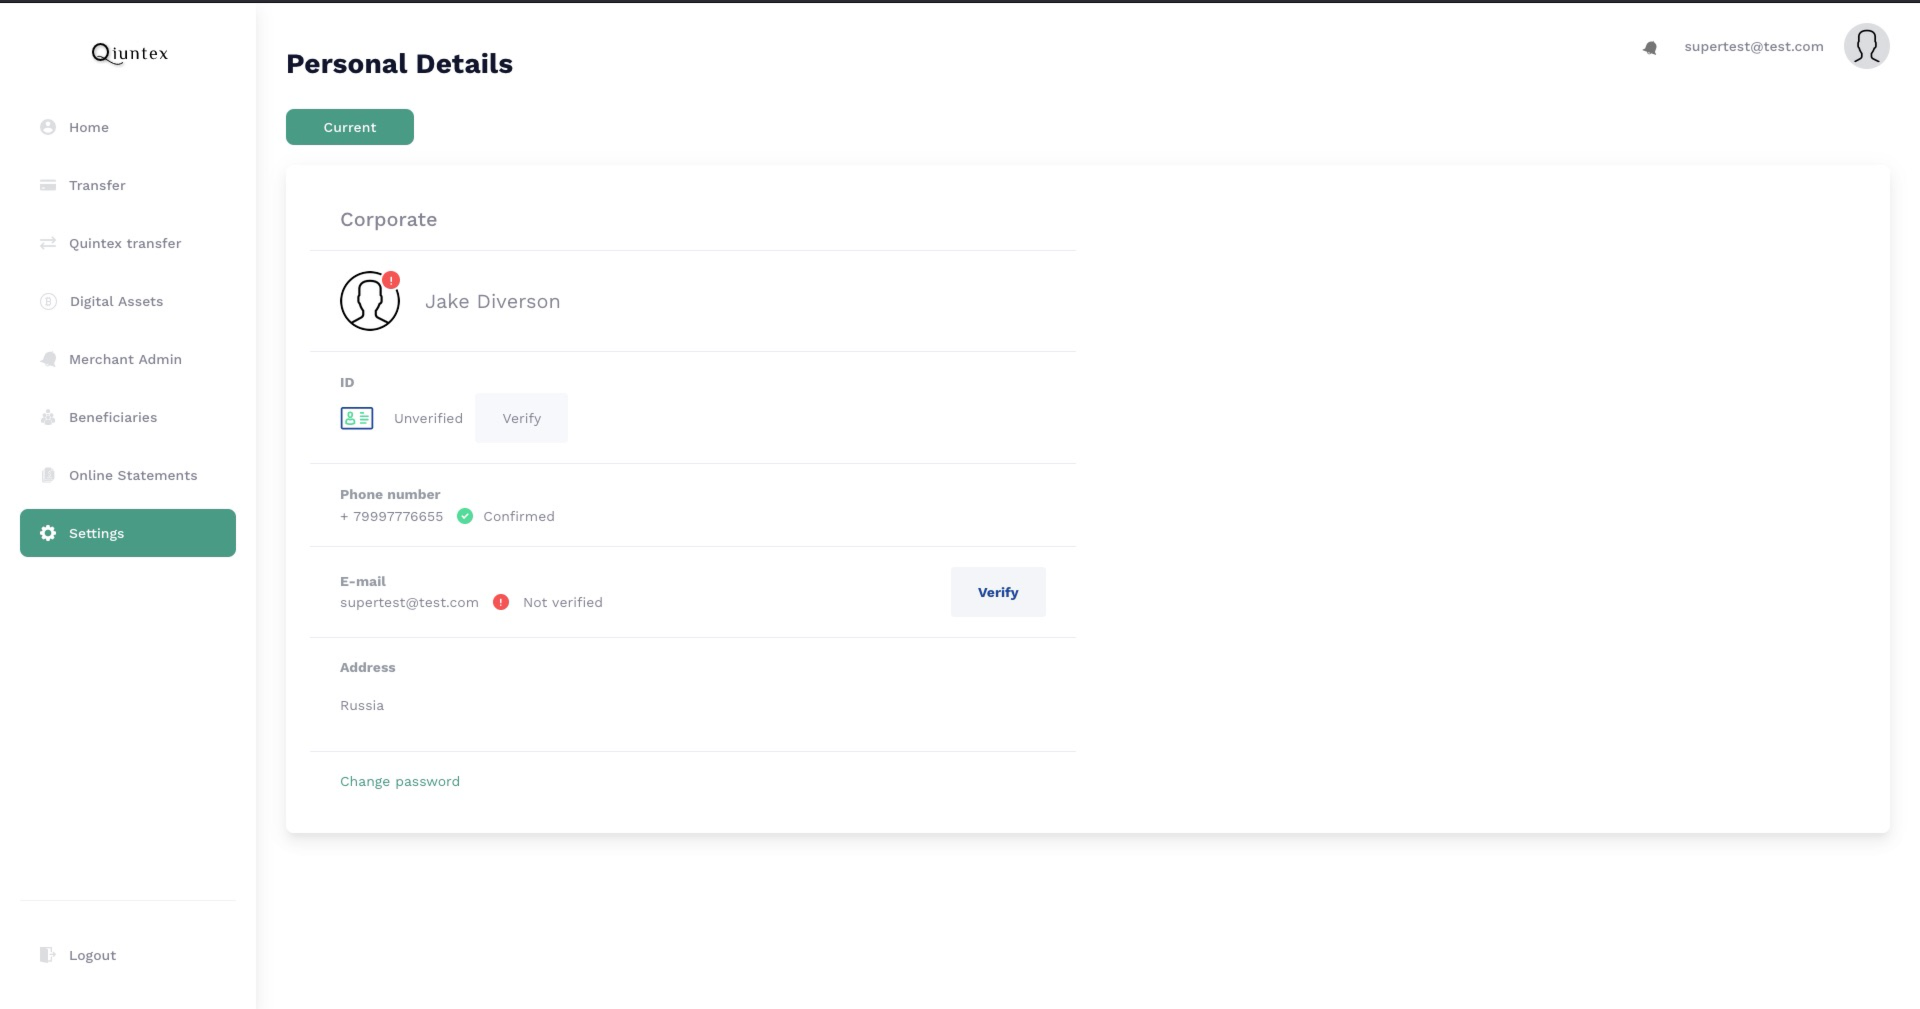 Qiuntex
Home
Transfer
Quintex transfer
Digital Assets
Merchant Admin
Beneficiaries
Online Statements
Settings
Logout
Personal Details
supertest@test.com
Current
Corporate
Jake Diverson
ID
Unverified Verify
Phone number
+ 79997776655 Confirmed
E-mail
supertest@test.com Not verified
Verify
Address
Russia
Change password